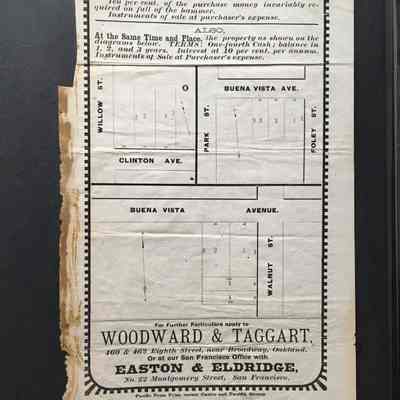 Ten per cent. of the purchase money invariably re-
quired on fall of the hammer.
Instruments of sale at purchaser's expense.
ALSO,
At the Same Time and Place, the property as shown on the
diagrams below. TERMS: One-fourth Cash; balance in
1, 2, and 3 years. Interest at 10 per cent. per annum.
Instruments of Sale at Purchaser's expense.
WILLOW ST.
CLINTON AVE.
BUENA VISTA AVE.
PARK ST.
FOLEY ST.
BUENA VISTA AVENUE.
WALNUT ST.
For Further Particulars apply to
WOODWARD & TAGGART,
460 & 462 Eighth Street, near Broadway, Oakland.
Or at our San Francisco Office with
EASTON & ELDRIDGE,
No. 22 Montgomery Street, San Francisco.